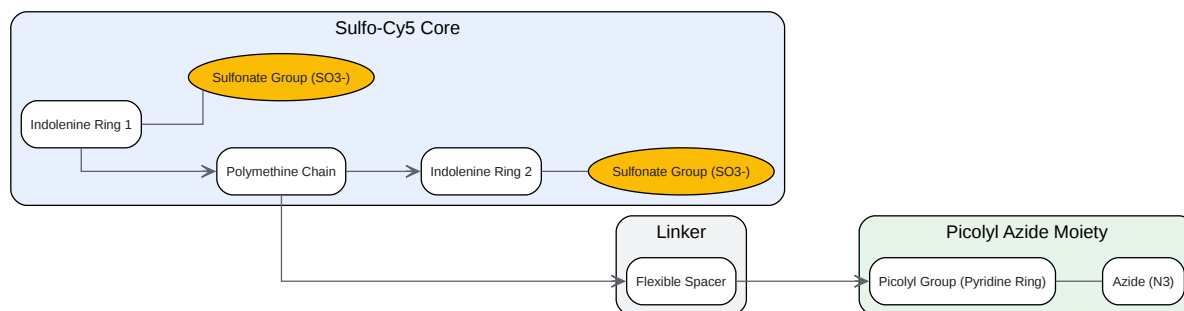 Sulfo-Cy5 Core
Sulfonate Group (SO3-)
Indolenine Ring 1
Polymethine Chain
Indolenine Ring 2
Sulfonate Group (SO3-)
Linker
Flexible Spacer
Picolyl Azide Moiety
Picolyl Group (Pyridine Ring)
Azide (N3)